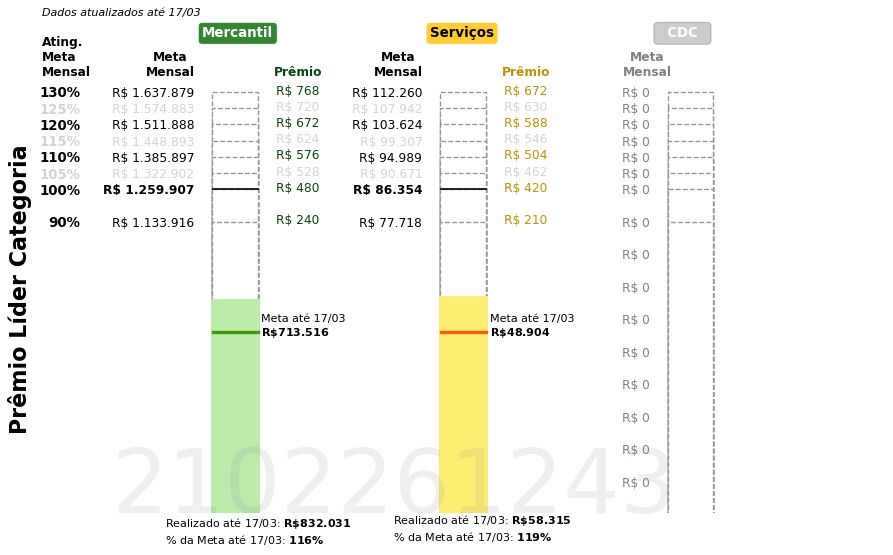 Dados atualizados até 17/03
Mercantil
Serviços
CDC
Ating. Meta Mensal
Meta Mensal
Prêmio
Meta Mensal
Prêmio
Meta Mensal
130% R$ 1.637.879 R$ 768 R$ 112.260 R$ 672 R$ 0
125% R$ 1.574.883 R$ 720 R$ 107.942 R$ 630 R$ 0
120% R$ 1.511.888 R$ 672 R$ 103.624 R$ 588 R$ 0
115% R$ 1.448.893 R$ 624 R$ 99.307 R$ 546 R$ 0
110% R$ 1.385.897 R$ 576 R$ 94.989 R$ 504 R$ 0
105% R$ 1.322.902 R$ 528 R$ 90.671 R$ 462 R$ 0
100% R$ 1.259.907 R$ 480 R$ 86.354 R$ 420 R$ 0
90% R$ 1.133.916 R$ 240 R$ 77.718 R$ 210 R$ 0
R$ 0
R$ 0
R$ 0
R$ 0
R$ 0
R$ 0
R$ 0
R$ 0
Meta até 17/03
R$713.516
Meta até 17/03
R$48.904
Prêmio Líder Categoria
2102261243
Realizado até 17/03: R$832.031
% da Meta até 17/03: 116%
Realizado até 17/03: R$58.315
% da Meta até 17/03: 119%